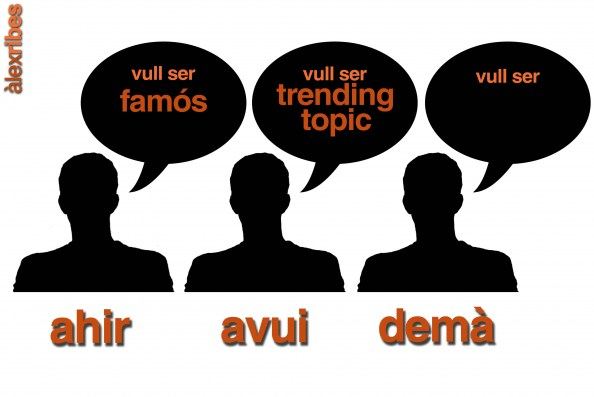 àlexribes
vull ser
famós
vull ser
trending
topic
vull ser
ahir
avui
demà